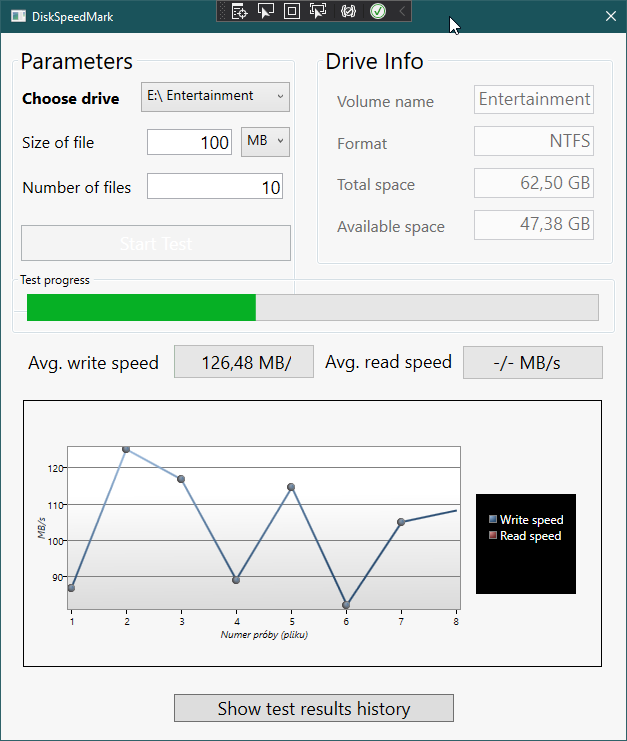 DiskSpeedMark
Parameters
Choose drive
E:\ Entertainment
Size of file
100
MB
Number of files
10
Start Test
Drive Info
Volume name
Entertainment
Format
NTFS
Total space
62,50 GB
Available space
47,38 GB
Test progress
Avg. write speed
126,48 MB/
Avg. read speed
-/- MB/s
120
110
100
90
MB/s
1 2 3 4 5 6 7 8
Numer próby (pliku)
Write speed
Read speed
Show test results history